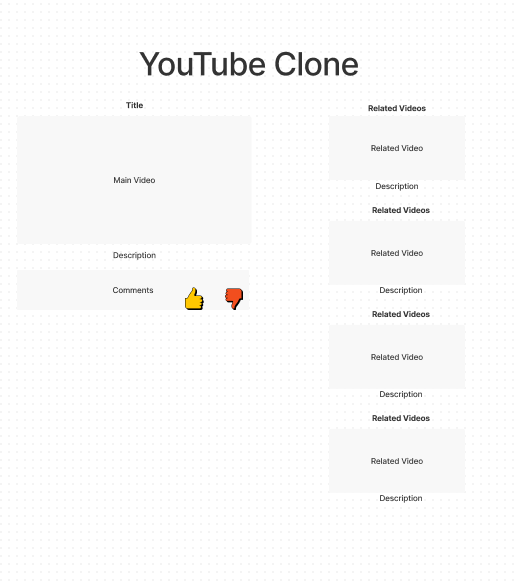 YouTube Clone
Title
Main Video
Description
Comments
Related Videos
Related Video
Description
Related Videos
Related Video
Description
Related Videos
Related Video
Description
Related Videos
Related Video
Description